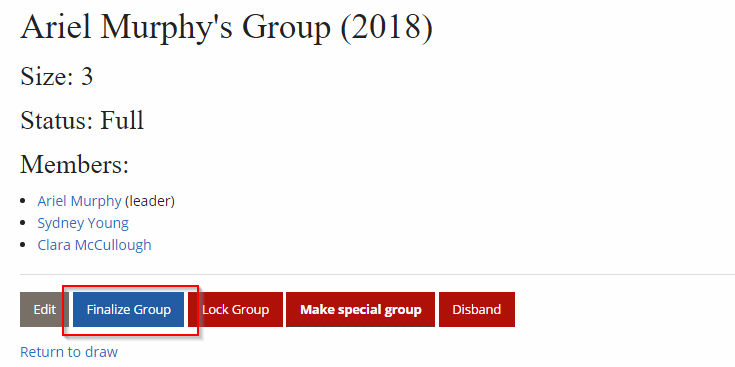 Ariel Murphy's Group (2018)
Size: 3
Status: Full
Members:
Ariel Murphy (leader)
Sydney Young
Clara McCullough
Edit Finalize Group Lock Group Make special group Disband
Return to draw